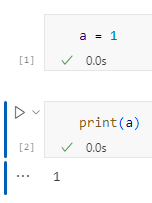 a = 1
[1]
0.0s
print(a)
[2]
0.0s
... 1